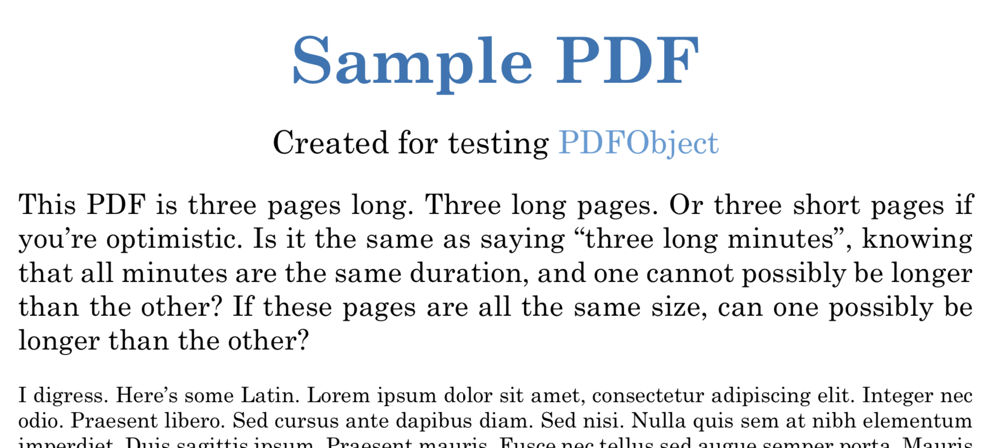 Sample PDF
Created for testing PDFObject
This PDF is three pages long. Three long pages. Or three short pages if
you’re optimistic. Is it the same as saying “three long minutes”, knowing
that all minutes are the same duration, and one cannot possibly be longer
than the other? If these pages are all the same size, can one possibly be
longer than the other?
I digress. Here’s some Latin. Lorem ipsum dolor sit amet, consectetur adipiscing elit. Integer nec
odio. Praesent libero. Sed cursus ante dapibus diam. Sed nisi. Nulla quis sem at nibh elementum
imperdiet. Duis sagittis ipsum. Praesent mauris. Fusce nec tellus sed augue semper porta. Mauris